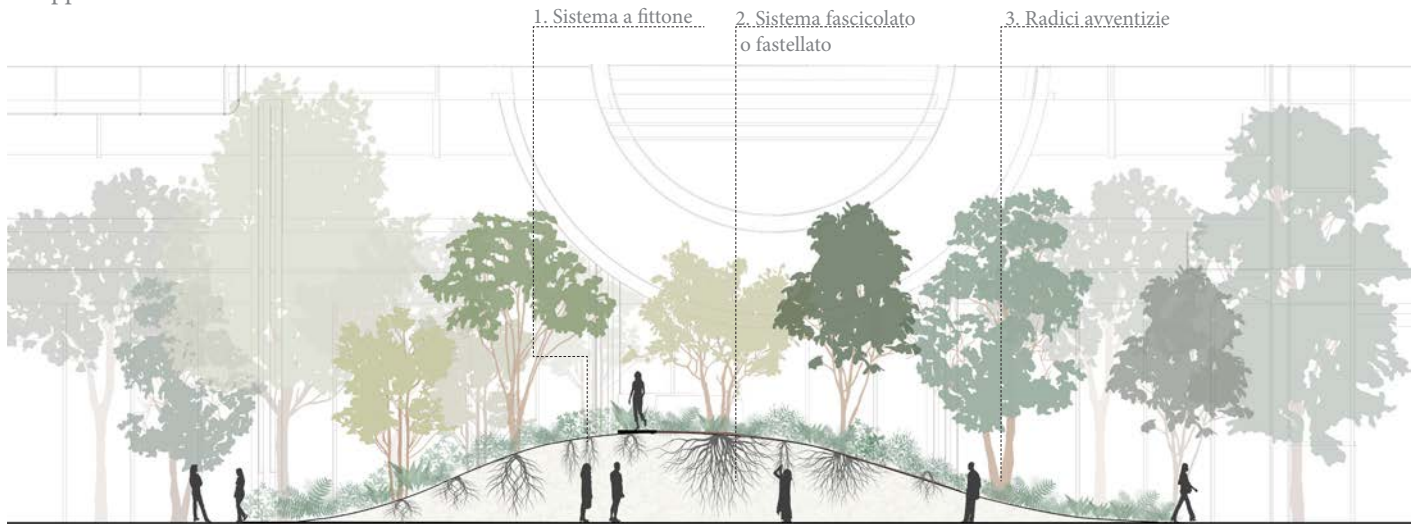 1. Sistema a fittone
2. Sistema fascicolato
o fastellato
3. Radici avventizie